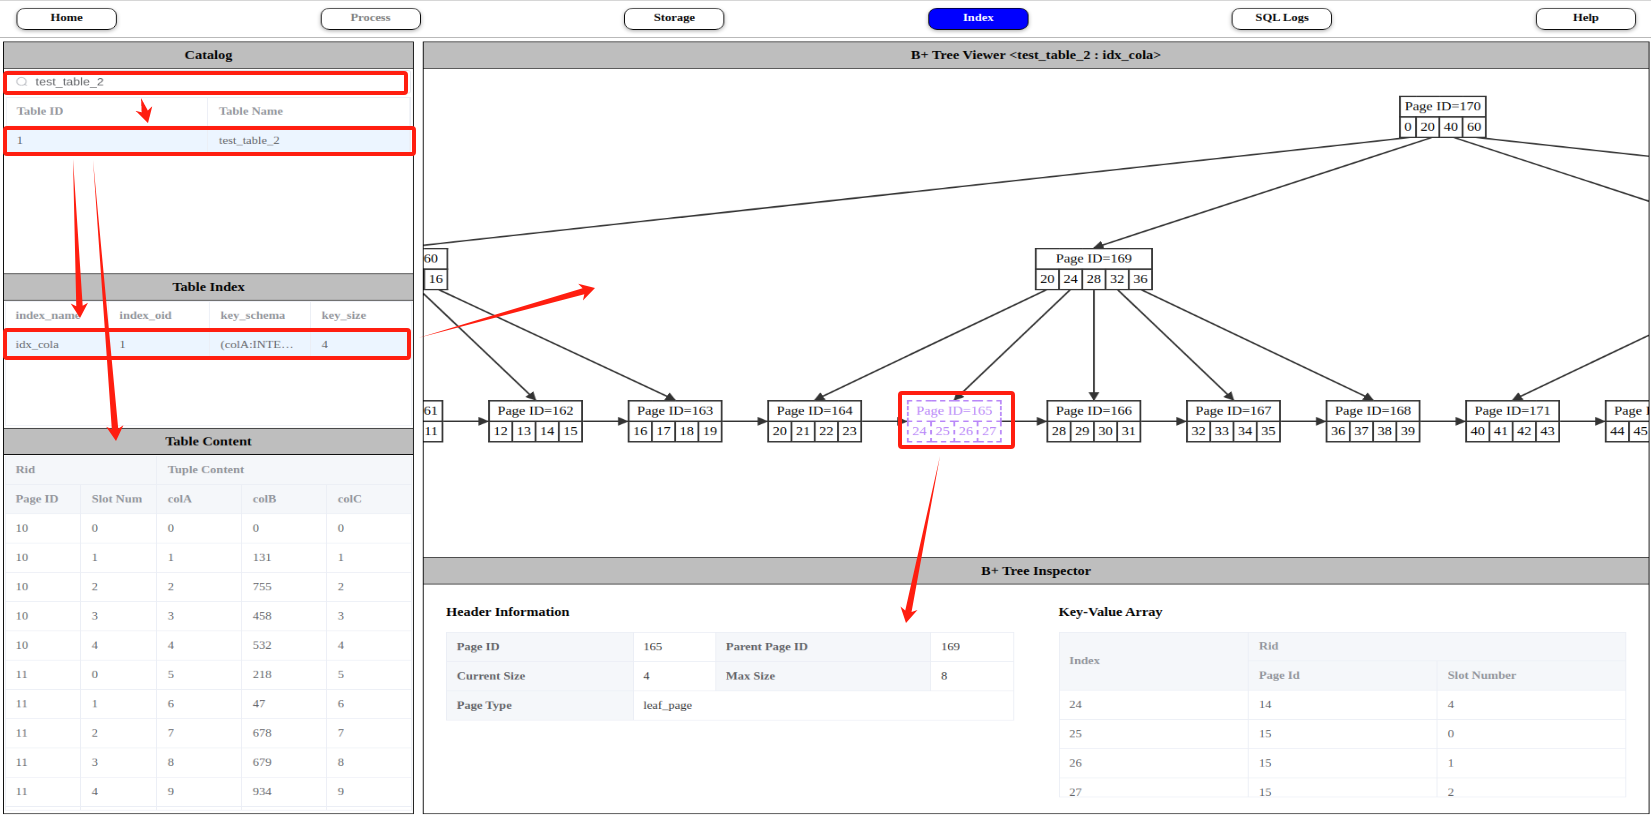 Home Process Storage Index SQL Logs Help
Catalog
test_table_2
Table ID Table Name
1 test_table_2
Table Index
index_name index_oid key_schema key_size
idx_cola 1 (colA:INTE… 4
Table Content
Rid Tuple Content
Page ID Slot Num colA colB colC
10 0 0 0 0
10 1 1 131 1
10 2 2 755 2
10 3 3 458 3
10 4 4 532 4
11 0 5 218 5
11 1 6 47 6
11 2 7 678 7
11 3 8 679 8
11 4 9 934 9
B+ Tree Viewer <test_table_2 : idx_cola>
Page ID=170
0 20 40 60
60
16
Page ID=169
20 24 28 32 36
61
11
Page ID=162
12 13 14 15
Page ID=163
16 17 18 19
Page ID=164
20 21 22 23
Page ID=165
24 25 26 27
Page ID=166
28 29 30 31
Page ID=167
32 33 34 35
Page ID=168
36 37 38 39
Page ID=171
40 41 42 43
Page I
44 45
B+ Tree Inspector
Header Information
Page ID 165 Parent Page ID 169
Current Size 4 Max Size 8
Page Type leaf_page
Key-Value Array
Index Rid
Page Id Slot Number
24 14 4
25 15 0
26 15 1
27 15 2